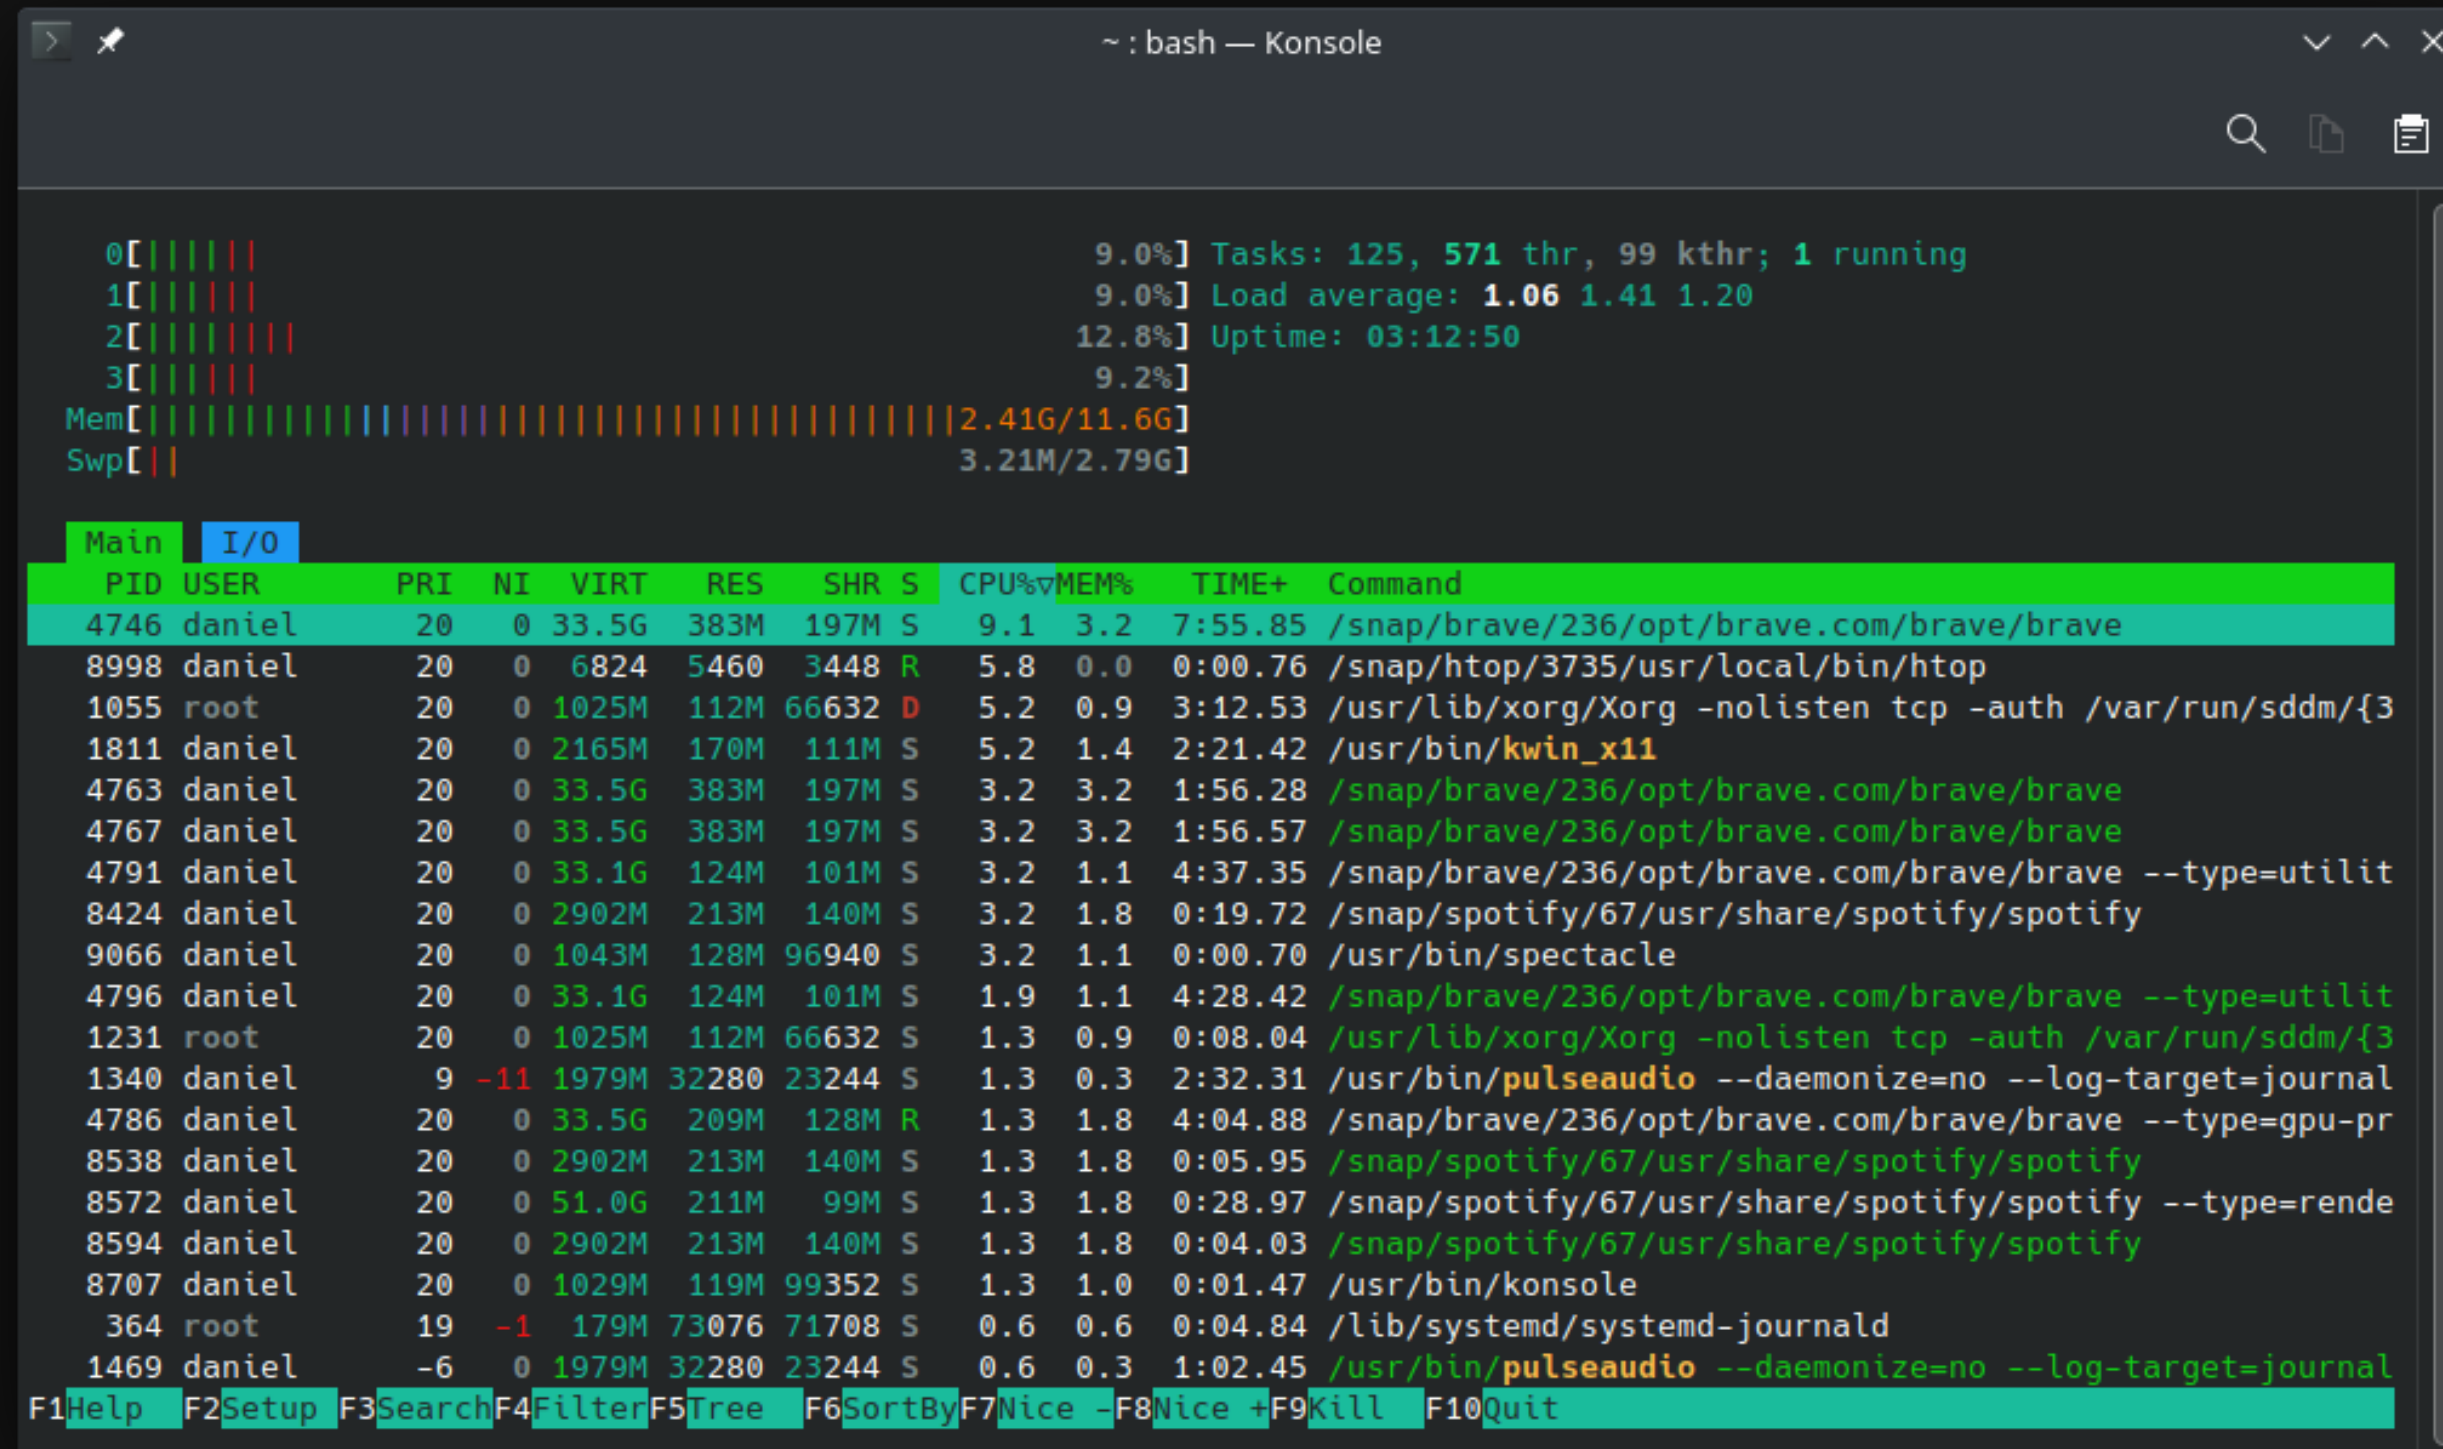 ~ : bash — Konsole
0[|||||| 9.0%] Tasks: 125, 571 thr, 99 kthr; 1 running
1[|||||| 9.0%] Load average: 1.06 1.41 1.20
2[|||||||| 12.8%] Uptime: 03:12:50
3[|||||| 9.2%]
Mem[||||||||||||||||||||||||||||||||||||||||||2.41G/11.6G]
Swp[|| 3.21M/2.79G]
Main I/O
PID USER PRI NI VIRT RES SHR S CPU%▽MEM% TIME+ Command
4746 daniel 20 0 33.5G 383M 197M S 9.1 3.2 7:55.85 /snap/brave/236/opt/brave.com/brave/brave
8998 daniel 20 0 6824 5460 3448 R 5.8 0.0 0:00.76 /snap/htop/3735/usr/local/bin/htop
1055 root 20 0 1025M 112M 66632 D 5.2 0.9 3:12.53 /usr/lib/xorg/Xorg -nolisten tcp -auth /var/run/sddm/{3
1811 daniel 20 0 2165M 170M 111M S 5.2 1.4 2:21.42 /usr/bin/kwin_x11
4763 daniel 20 0 33.5G 383M 197M S 3.2 3.2 1:56.28 /snap/brave/236/opt/brave.com/brave/brave
4767 daniel 20 0 33.5G 383M 197M S 3.2 3.2 1:56.57 /snap/brave/236/opt/brave.com/brave/brave
4791 daniel 20 0 33.1G 124M 101M S 3.2 1.1 4:37.35 /snap/brave/236/opt/brave.com/brave/brave --type=utilit
8424 daniel 20 0 2902M 213M 140M S 3.2 1.8 0:19.72 /snap/spotify/67/usr/share/spotify/spotify
9066 daniel 20 0 1043M 128M 96940 S 3.2 1.1 0:00.70 /usr/bin/spectacle
4796 daniel 20 0 33.1G 124M 101M S 1.9 1.1 4:28.42 /snap/brave/236/opt/brave.com/brave/brave --type=utilit
1231 root 20 0 1025M 112M 66632 S 1.3 0.9 0:08.04 /usr/lib/xorg/Xorg -nolisten tcp -auth /var/run/sddm/{3
1340 daniel 9 -11 1979M 32280 23244 S 1.3 0.3 2:32.31 /usr/bin/pulseaudio --daemonize=no --log-target=journal
4786 daniel 20 0 33.5G 209M 128M R 1.3 1.8 4:04.88 /snap/brave/236/opt/brave.com/brave/brave --type=gpu-pr
8538 daniel 20 0 2902M 213M 140M S 1.3 1.8 0:05.95 /snap/spotify/67/usr/share/spotify/spotify
8572 daniel 20 0 51.0G 211M 99M S 1.3 1.8 0:28.97 /snap/spotify/67/usr/share/spotify/spotify --type=rende
8594 daniel 20 0 2902M 213M 140M S 1.3 1.8 0:04.03 /snap/spotify/67/usr/share/spotify/spotify
8707 daniel 20 0 1029M 119M 99352 S 1.3 1.0 0:01.47 /usr/bin/konsole
364 root 19 -1 179M 73076 71708 S 0.6 0.6 0:04.84 /lib/systemd/systemd-journald
1469 daniel -6 0 1979M 32280 23244 S 0.6 0.3 1:02.45 /usr/bin/pulseaudio --daemonize=no --log-target=journal
F1Help F2Setup F3SearchF4FilterF5Tree F6SortByF7Nice -F8Nice +F9Kill F10Quit